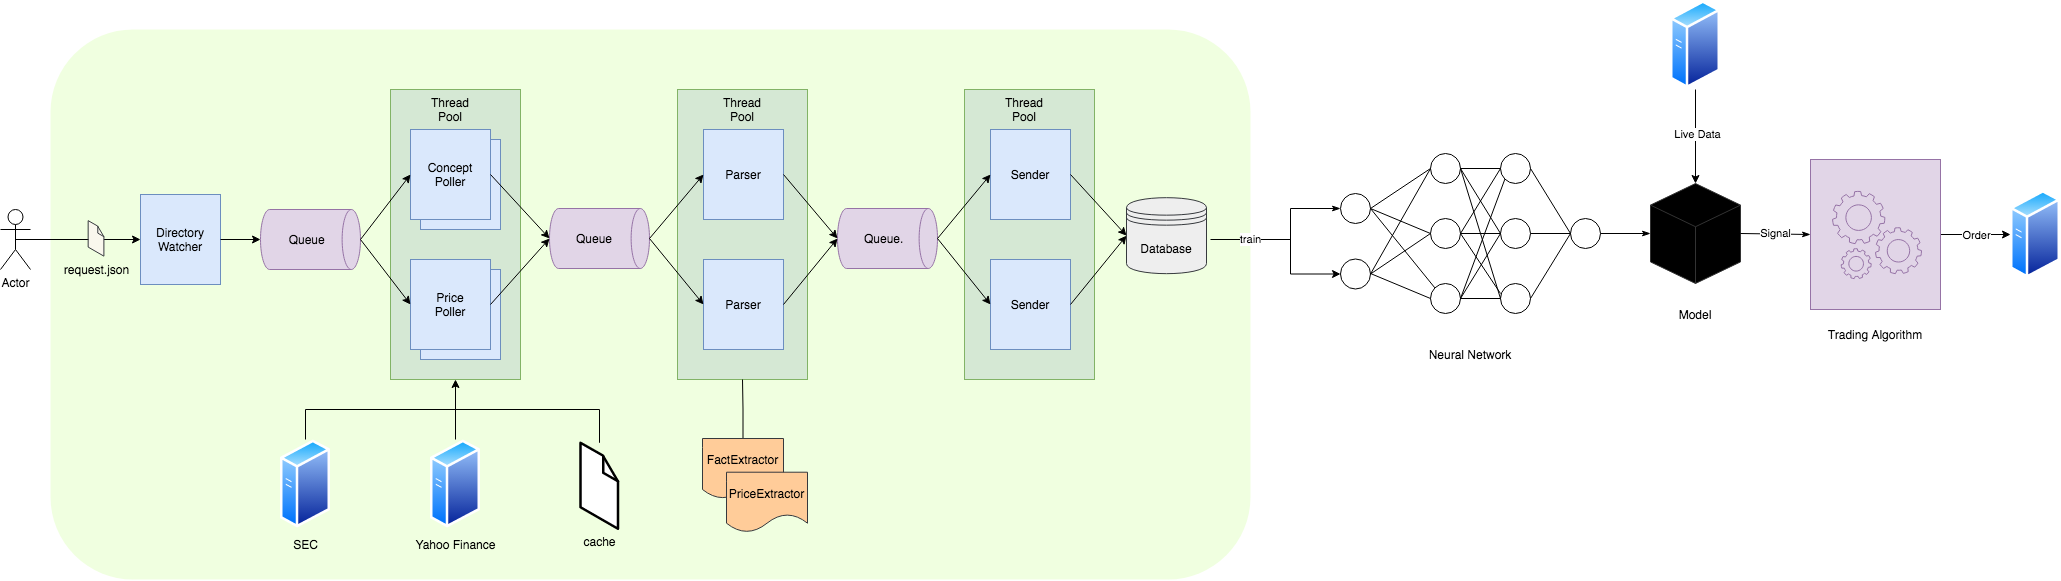 Actor
request.json
Directory
Watcher
Queue
Thread
Pool
Concept
Poller
Price
Poller
SEC
Yahoo Finance
cache
Queue
Thread
Pool
Parser
Parser
FactExtractor
PriceExtractor
Queue.
Thread
Pool
Sender
Sender
Database
train
Neural Network
Live Data
Model
Signal
Trading Algorithm
Order